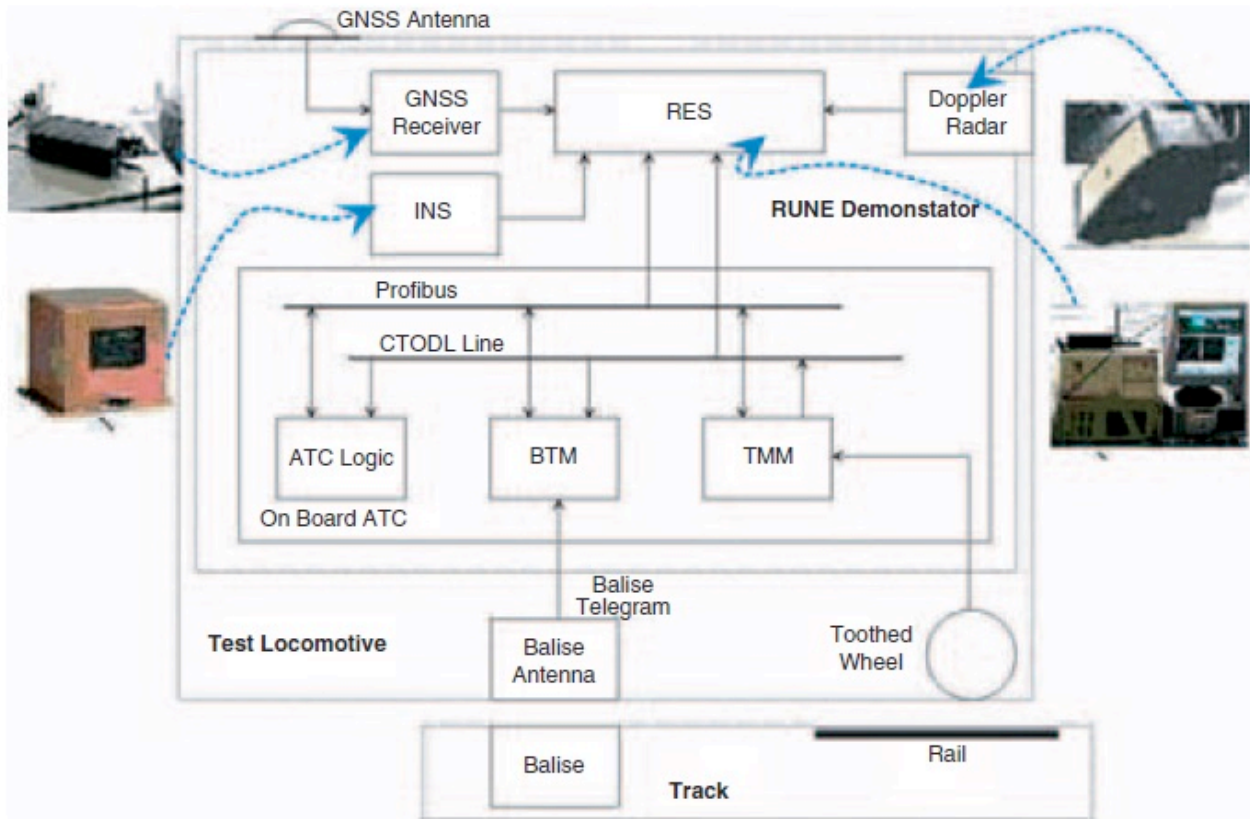 GNSS Antenna
GNSS
Receiver
RES
Doppler
Radar
INS
RUNE Demonstator
Profibus
CTODL Line
ATC Logic
BTM
TMM
On Board ATC
Balise
Telegram
Test Locomotive
Balise
Antenna
Toothed
Wheel
Balise
Rail
Track